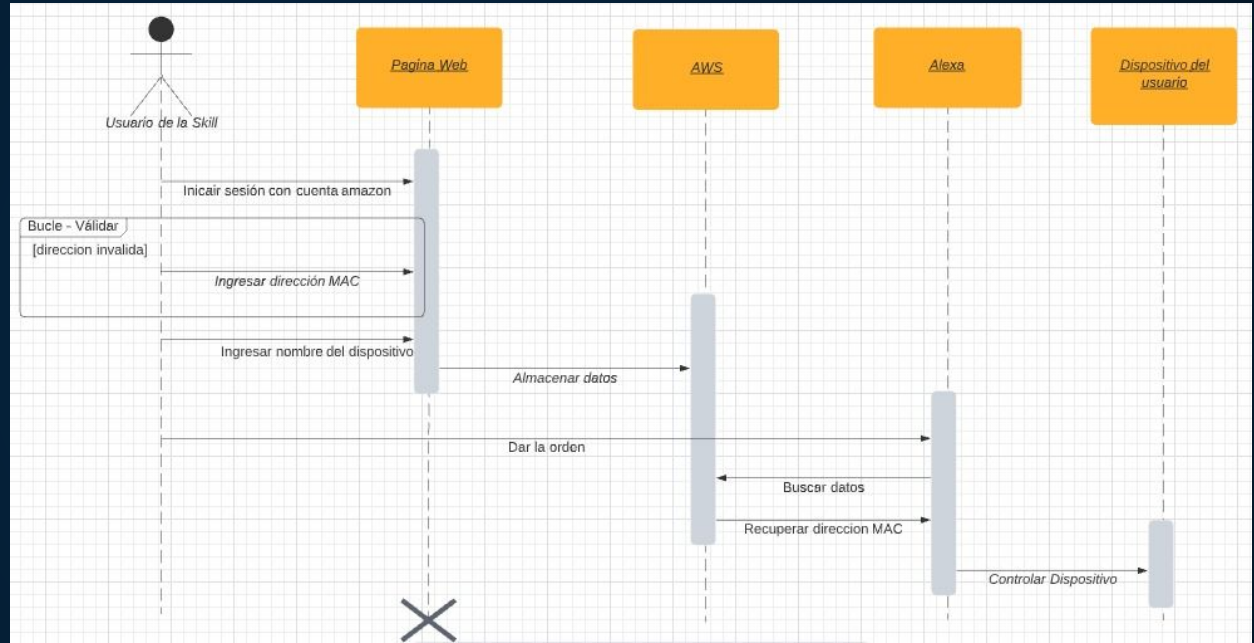 Pagina Web
AWS
Alexa
Dispositivo del
usuario
Usuario de la Skill
Inicair sesión con cuenta amazon
Bucle - Válidar
[direccion invalida]
Ingresar dirección MAC
Ingresar nombre del dispositivo
Almacenar datos
Dar la orden
Buscar datos
Recuperar direccion MAC
Controlar Dispositivo